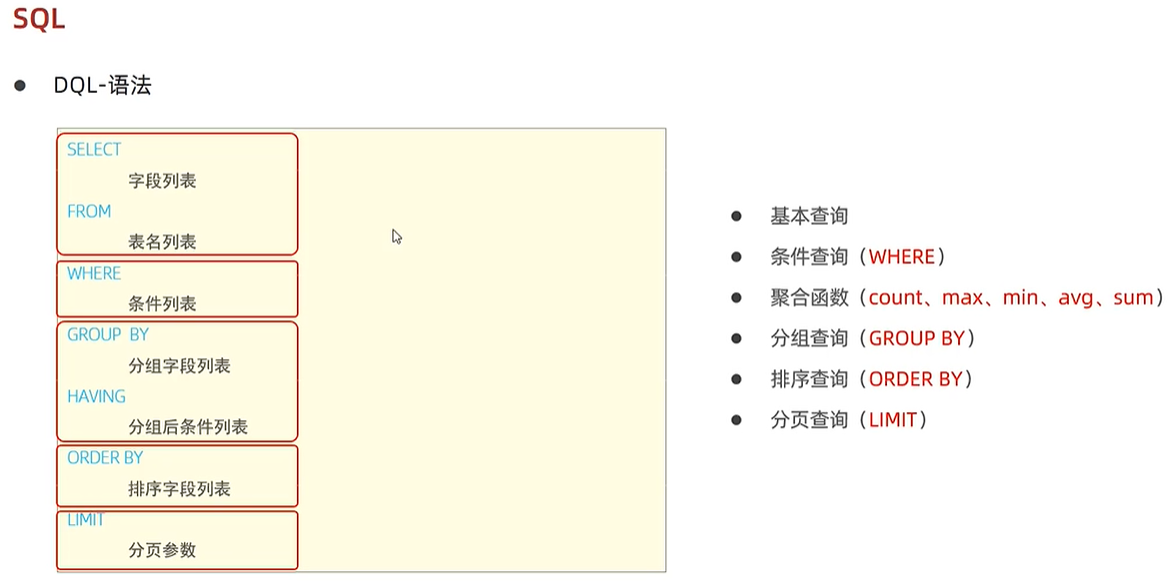 SQL
DQL-语法
SELECT
字段列表
FROM
表名列表
WHERE
条件列表
GROUP BY
分组字段列表
HAVING
分组后条件列表
ORDER BY
排序字段列表
LIMIT
分页参数
基本查询
条件查询（WHERE）
聚合函数（count、max、min、avg、sum）
分组查询（GROUP BY）
排序查询（ORDER BY）
分页查询（LIMIT）